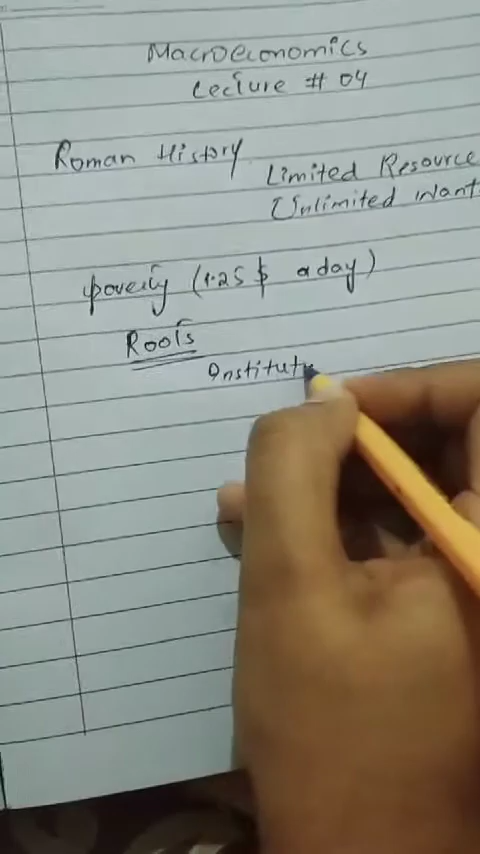 Macroeconomics
Lecture # 04
Roman History
Limited Resource
Unlimited want
poverty (1.25 $ a day)
Roots
Institut